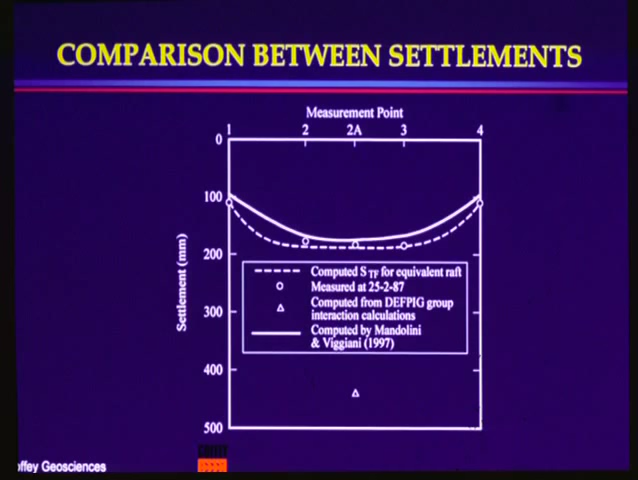 COMPARISON BETWEEN SETTLEMENTS
Measurement Point
1 2 2A 3 4
0
100
200
300
400
500
Settlement (mm)
Computed S TF for equivalent raft
Measured at 25-2-87
Computed from DEFPIG group
interaction calculations
Computed by Mandolini
& Viggiani (1997)
offey Geosciences